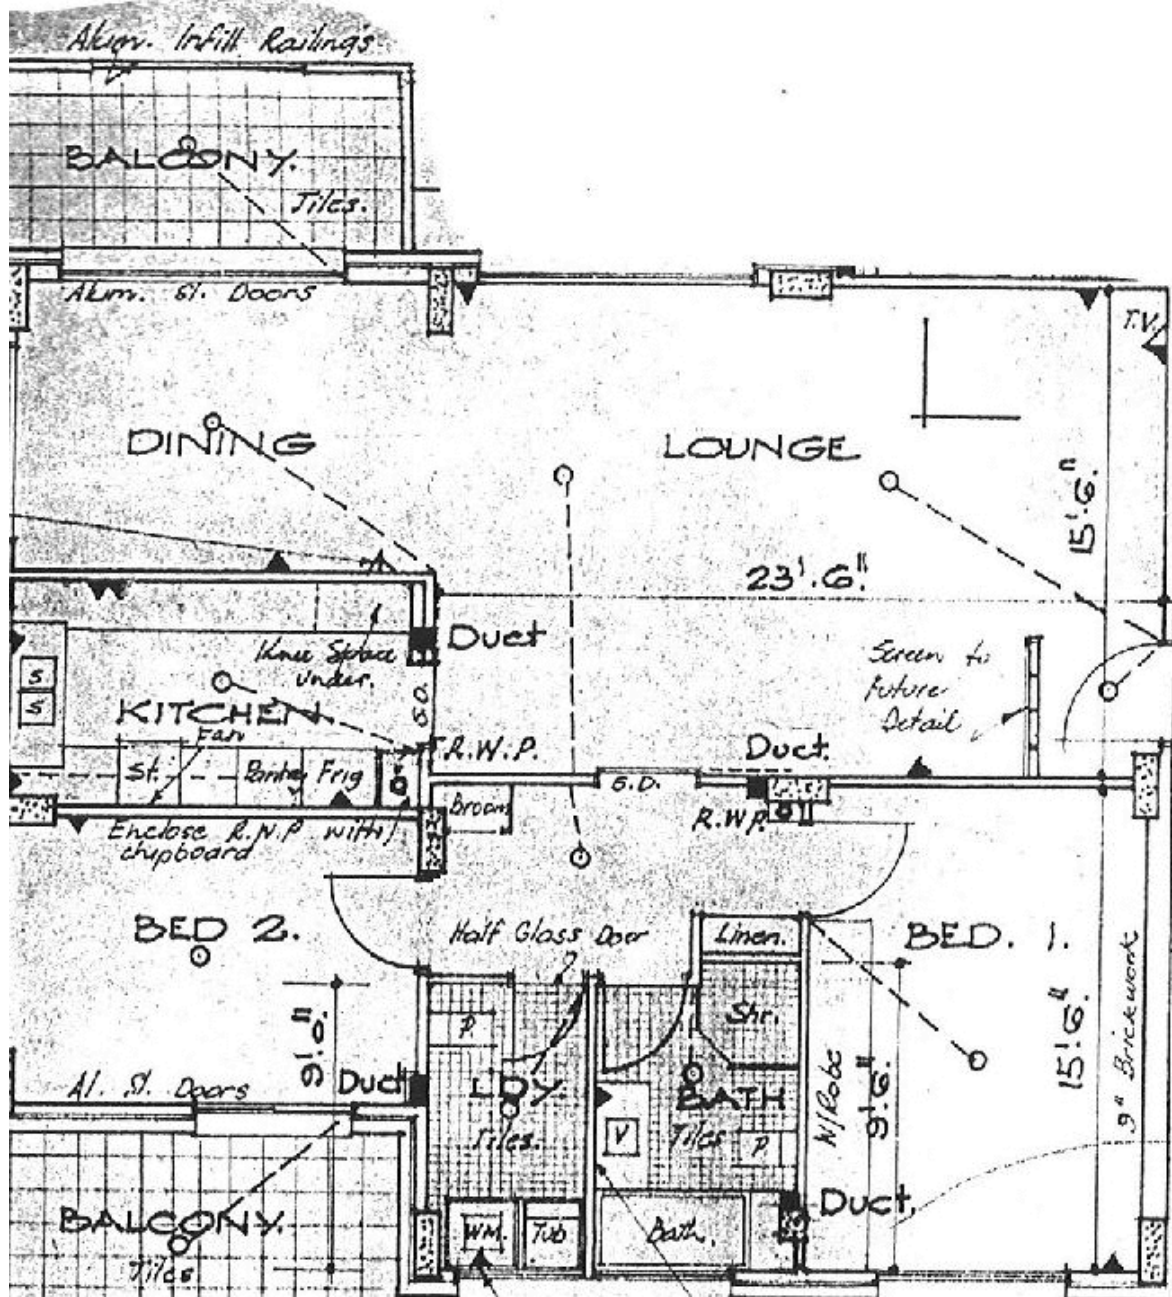 Alum. Infill Railings
BALCONY.
Tiles.
Alum. Sl. Doors
T.V.
DINING
LOUNGE
15'.6"
23'.6"
Duct
Knee Space
under.
Screen to
Future
Detail
S
S
KITCHEN
Fan
S.D.
R.W.P.
Duct.
St.
Pantry
Frig
S.D.
Broom
R.W.P.
Enclose R.W.P with
chipboard
BED 2.
Half Glass Door
Linen.
BED. 1.
P
Shr.
9'.0"
15'.6"
9" Brickwork
Al. Sl. Doors
Duct
LDY.
Tiles.
BATH
Tiles
V
P
W/Robe
9'.6"
BALCONY.
Tiles
WM.
Tub
Bath.
Duct.